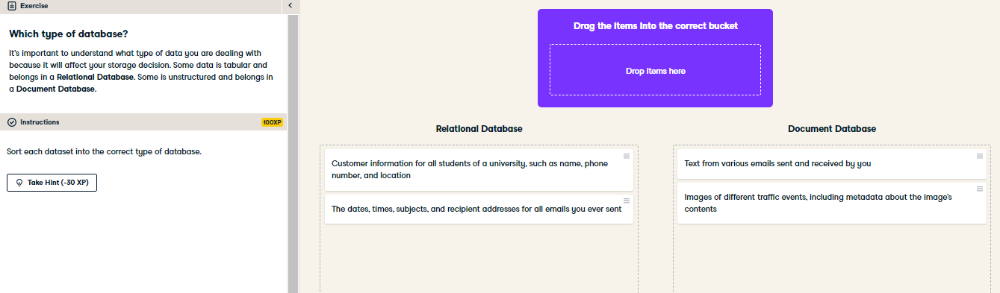 Exercise
Which type of database?
It's important to understand what type of data you are dealing with
because it will affect your storage decision. Some data is tabular and
belongs in a Relational Database. Some is unstructured and belongs in
a Document Database.
Instructions
100XP
Sort each dataset into the correct type of database.
Take Hint (-30 XP)
Drag the items into the correct bucket
Drop items here
Relational Database
Customer information for all students of a university, such as name, phone
number, and location
The dates, times, subjects, and recipient addresses for all emails you ever sent
Document Database
Text from various emails sent and received by you
Images of different traffic events, including metadata about the image's
contents